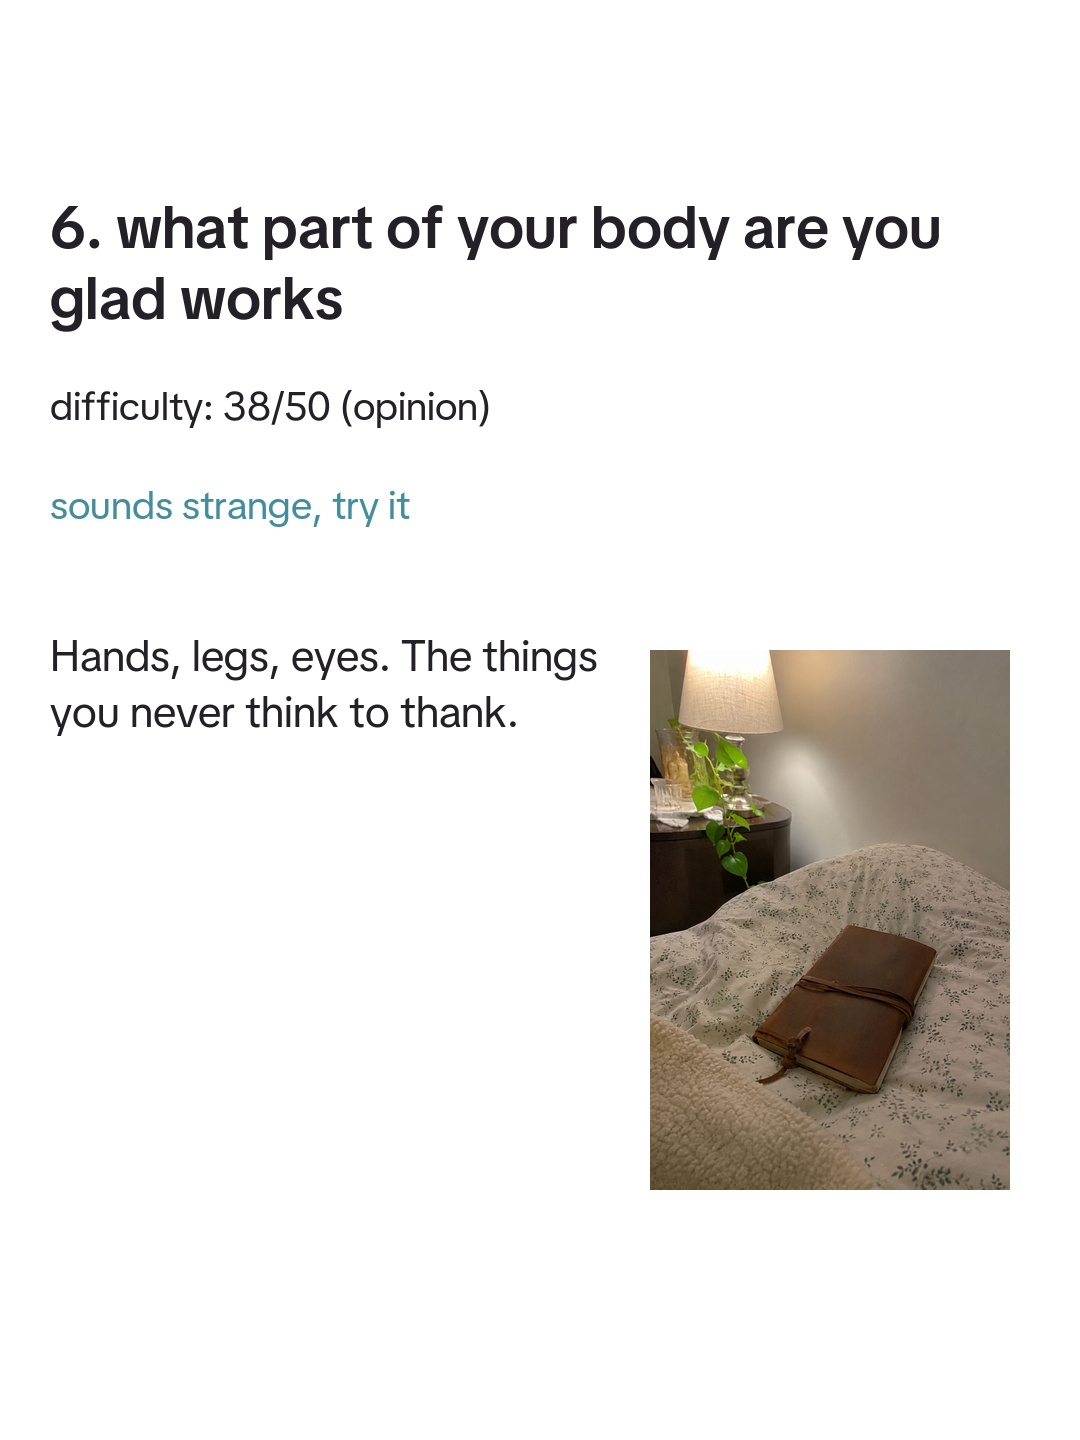 6. what part of your body are you
glad works
difficulty: 38/50 (opinion)
sounds strange, try it
Hands, legs, eyes. The things
you never think to thank.